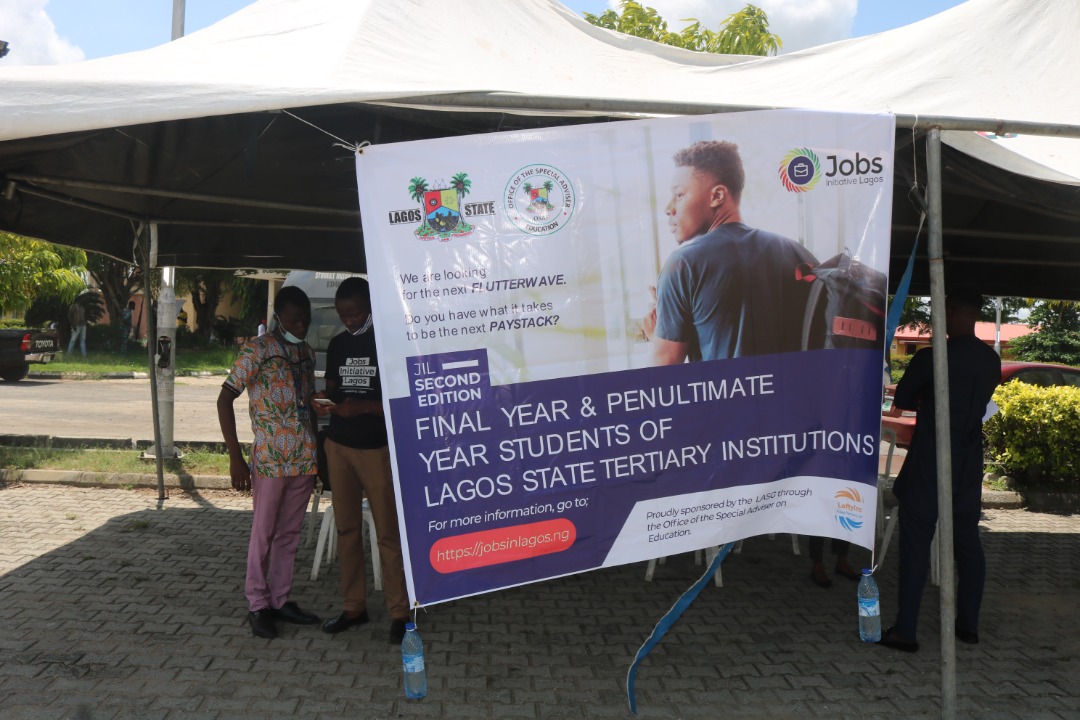 LAGOS STATE
OFFICE OF THE SPECIAL ADVISER
EDUCATION
Jobs
Initiative Lagos
We are looking
for the next FLUTTERWAVE.
Do you have what it takes
to be the next PAYSTACK?
JIL
SECOND
EDITION
FINAL YEAR & PENULTIMATE
YEAR STUDENTS OF
LAGOS STATE TERTIARY INSTITUTIONS
For more information, go to;
https://jobsinlagos.ng
Proudly sponsored by the LASG through
the Office of the Special Adviser on
Education.
Jobs
Initiative
Lagos
TOYOTA